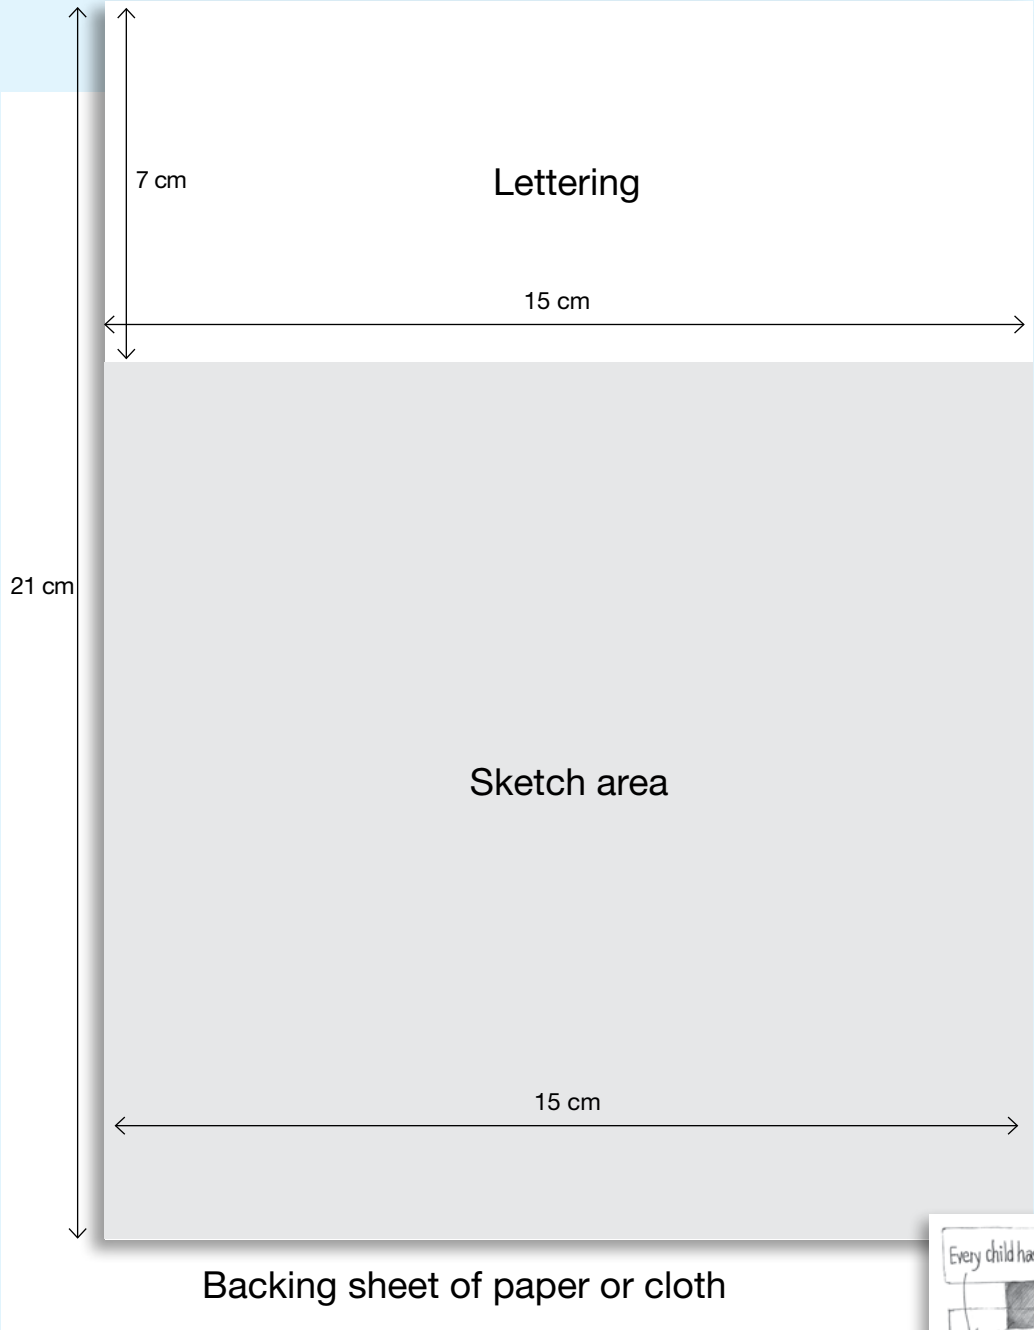 7 cm
Lettering
15 cm
21 cm
Sketch area
15 cm
Backing sheet of paper or cloth
Every child